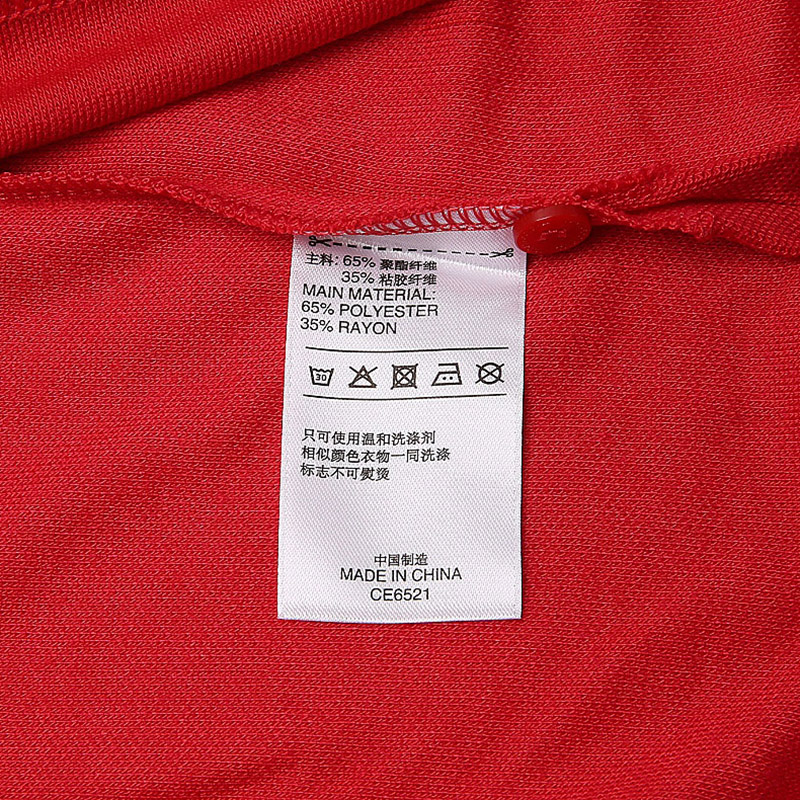 主料: 65% 聚酯纤维
35% 粘胶纤维
MAIN MATERIAL:
65% POLYESTER
35% RAYON
30
只可使用温和洗涤剂
相似颜色衣物一同洗涤
标志不可熨烫
中国制造
MADE IN CHINA
CE6521